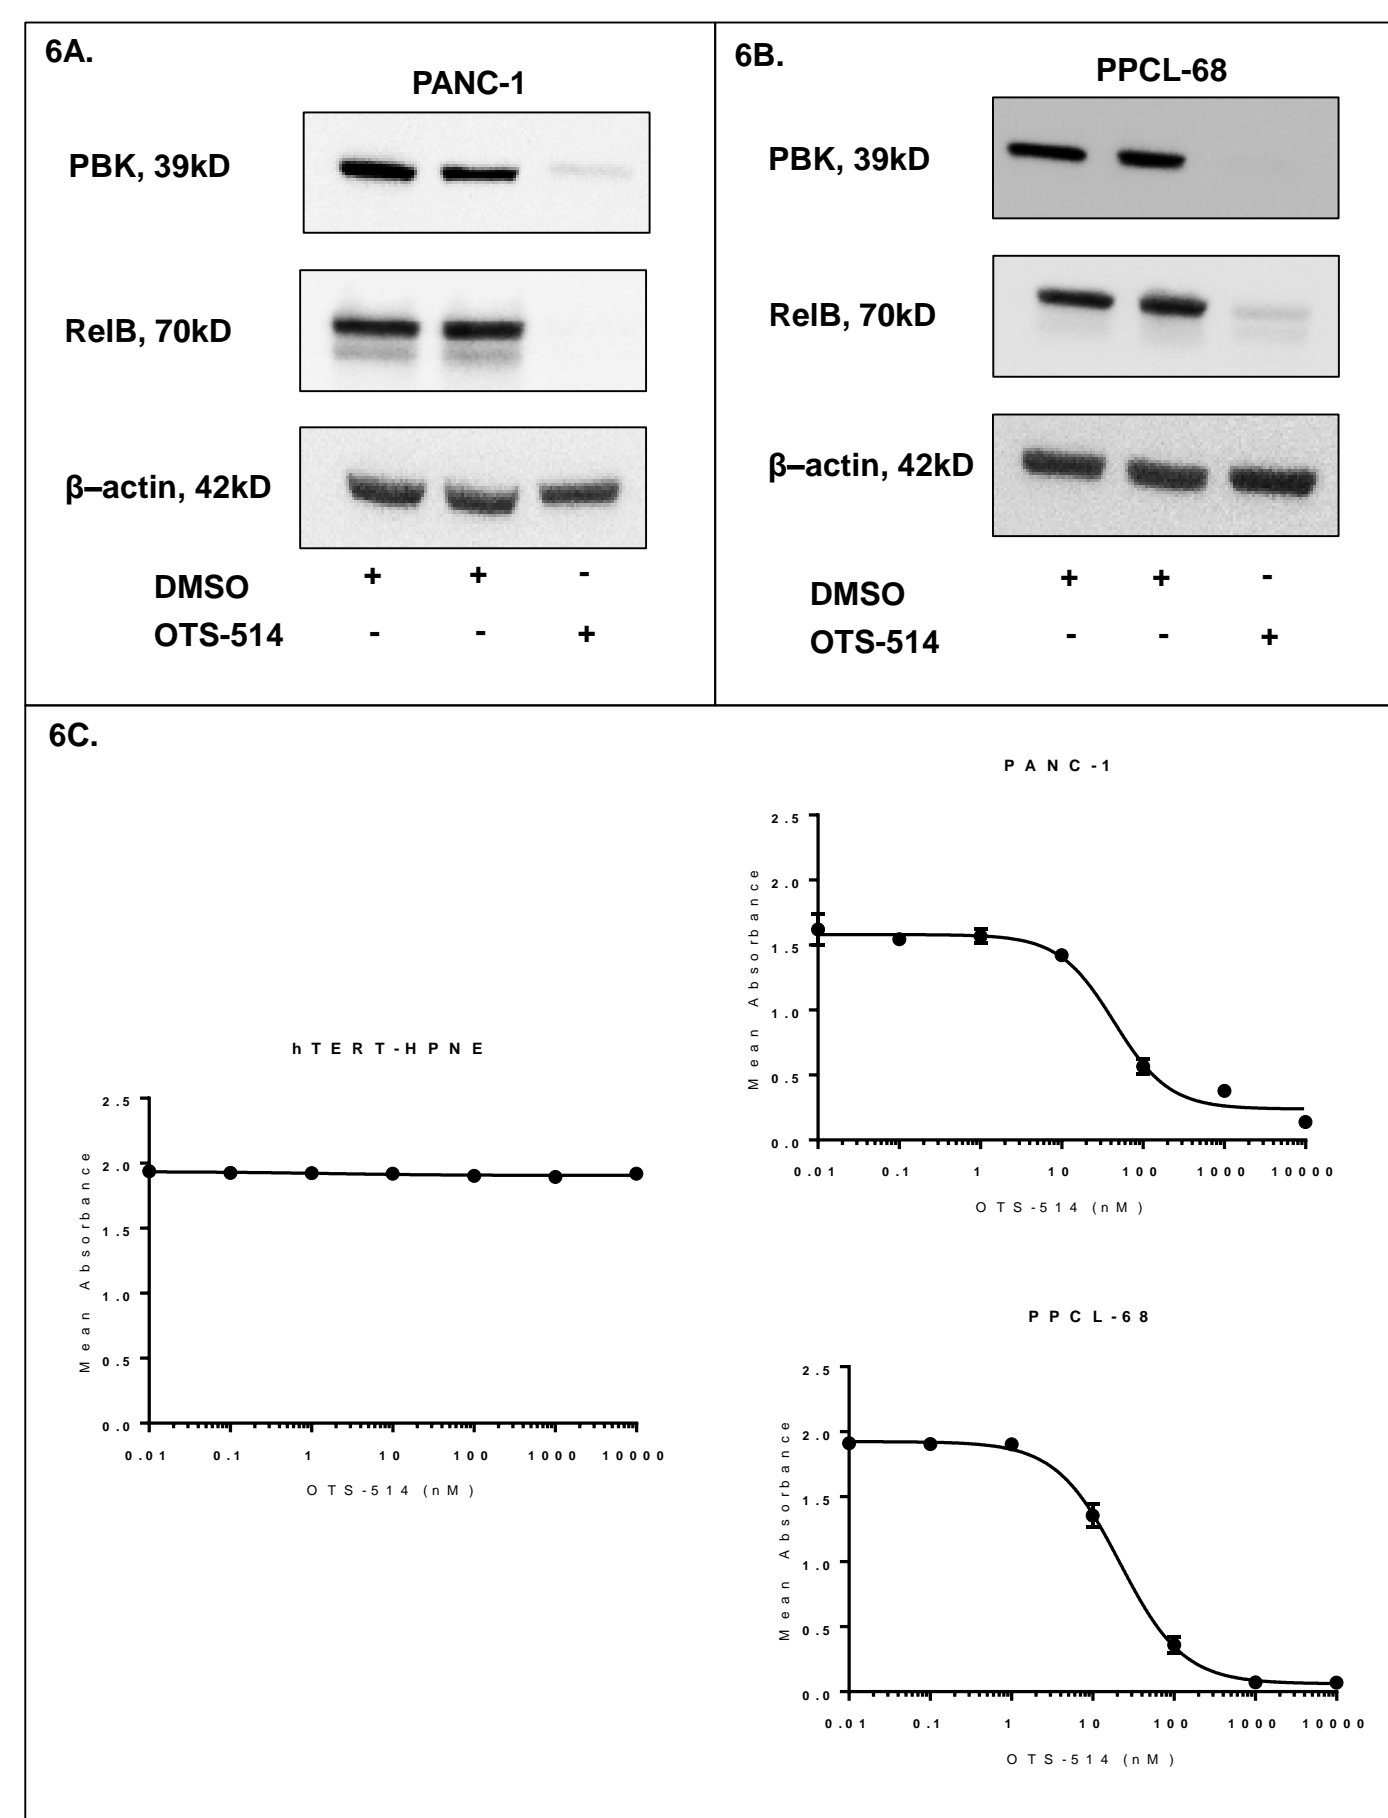 6A.
PANC-1
PBK, 39kD
RelB, 70kD
β–actin, 42kD
DMSO + + -
OTS-514 - - +
6B.
PPCL-68
PBK, 39kD
RelB, 70kD
β–actin, 42kD
DMSO + + -
OTS-514 - - +
6C.
hTERT-HPNE
Mean Absorbance
2.5
2.0
1.5
1.0
0.5
0.0
0.01 0.1 1 10 100 1000 10000
OTS-514 (nM)
PANC-1
Mean Absorbance
2.5
2.0
1.5
1.0
0.5
0.0
0.01 0.1 1 10 100 1000 10000
OTS-514 (nM)
PPCL-68
Mean Absorbance
2.5
2.0
1.5
1.0
0.5
0.0
0.01 0.1 1 10 100 1000 10000
OTS-514 (nM)